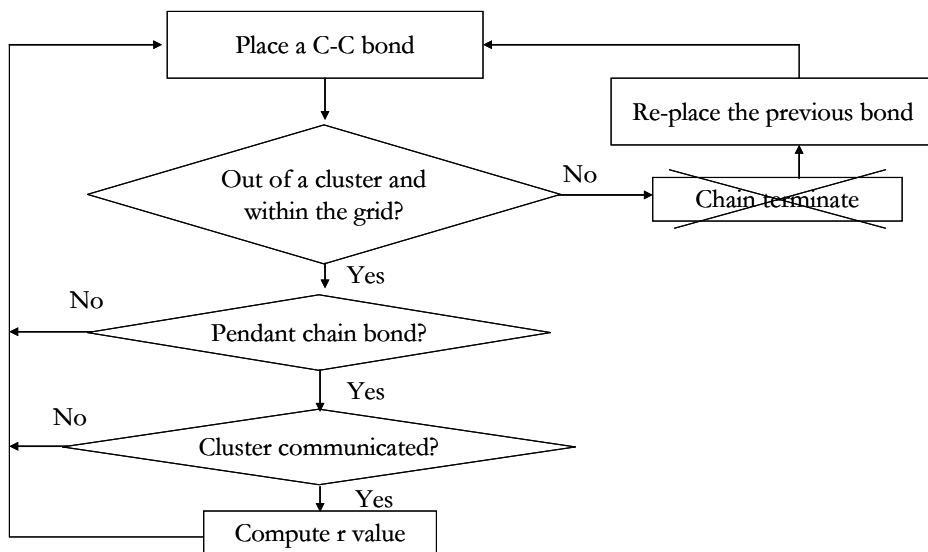 Place a C-C bond
Re-place the previous bond
Out of a cluster and
within the grid?
No
Chain terminate
Yes
No
Pendant chain bond?
Yes
No
Cluster communicated?
Yes
Compute r value